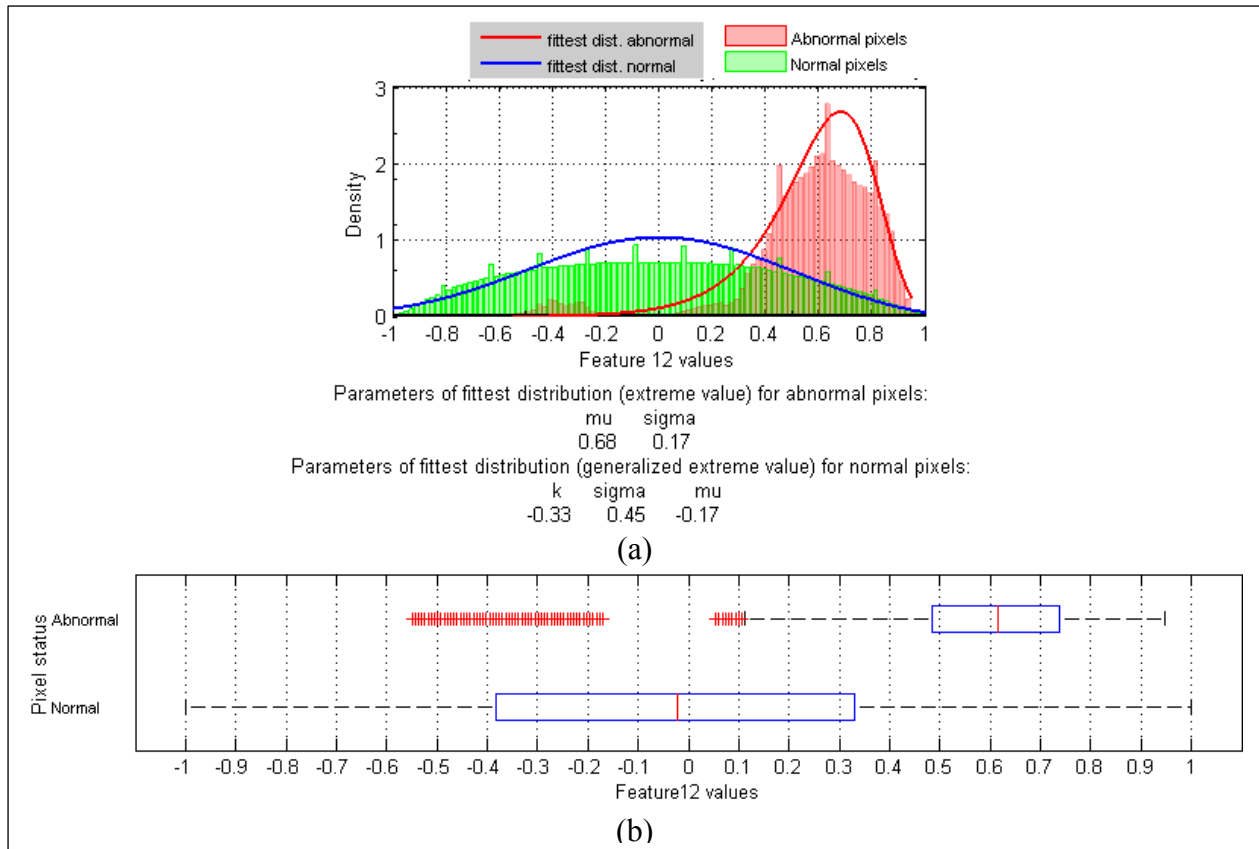 fittest dist. abnormal
fittest dist. normal
Abnormal pixels
Normal pixels
3
2
1
0
Density
-1 -0.8 -0.6 -0.4 -0.2 0 0.2 0.4 0.6 0.8 1
Feature 12 values
Parameters of fittest distribution (extreme value) for abnormal pixels:
mu sigma
0.68 0.17
Parameters of fittest distribution (generalized extreme value) for normal pixels:
k sigma mu
-0.33 0.45 -0.17
(a)
Pixel status
Abnormal
Normal
-1 -0.9 -0.8 -0.7 -0.6 -0.5 -0.4 -0.3 -0.2 -0.1 0 0.1 0.2 0.3 0.4 0.5 0.6 0.7 0.8 0.9 1
Feature12 values
(b)